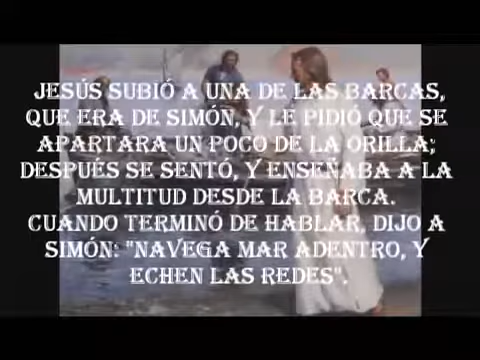 JESÚS SUBIÓ A UNA DE LAS BARCAS,
QUE ERA DE SIMÓN, Y LE PIDIÓ QUE SE
APARTARA UN POCO DE LA ORILLA;
DESPUÉS SE SENTÓ, Y ENSEÑABA A LA
MULTITUD DESDE LA BARCA.
CUANDO TERMINÓ DE HABLAR, DIJO A
SIMÓN: "NAVEGA MAR ADENTRO, Y
ECHEN LAS REDES".